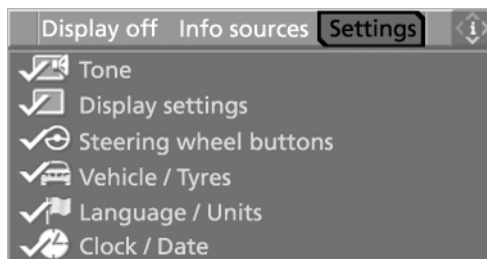 Display off Info sources Settings i
Tone
Display settings
Steering wheel buttons
Vehicle / Tyres
Language / Units
Clock / Date